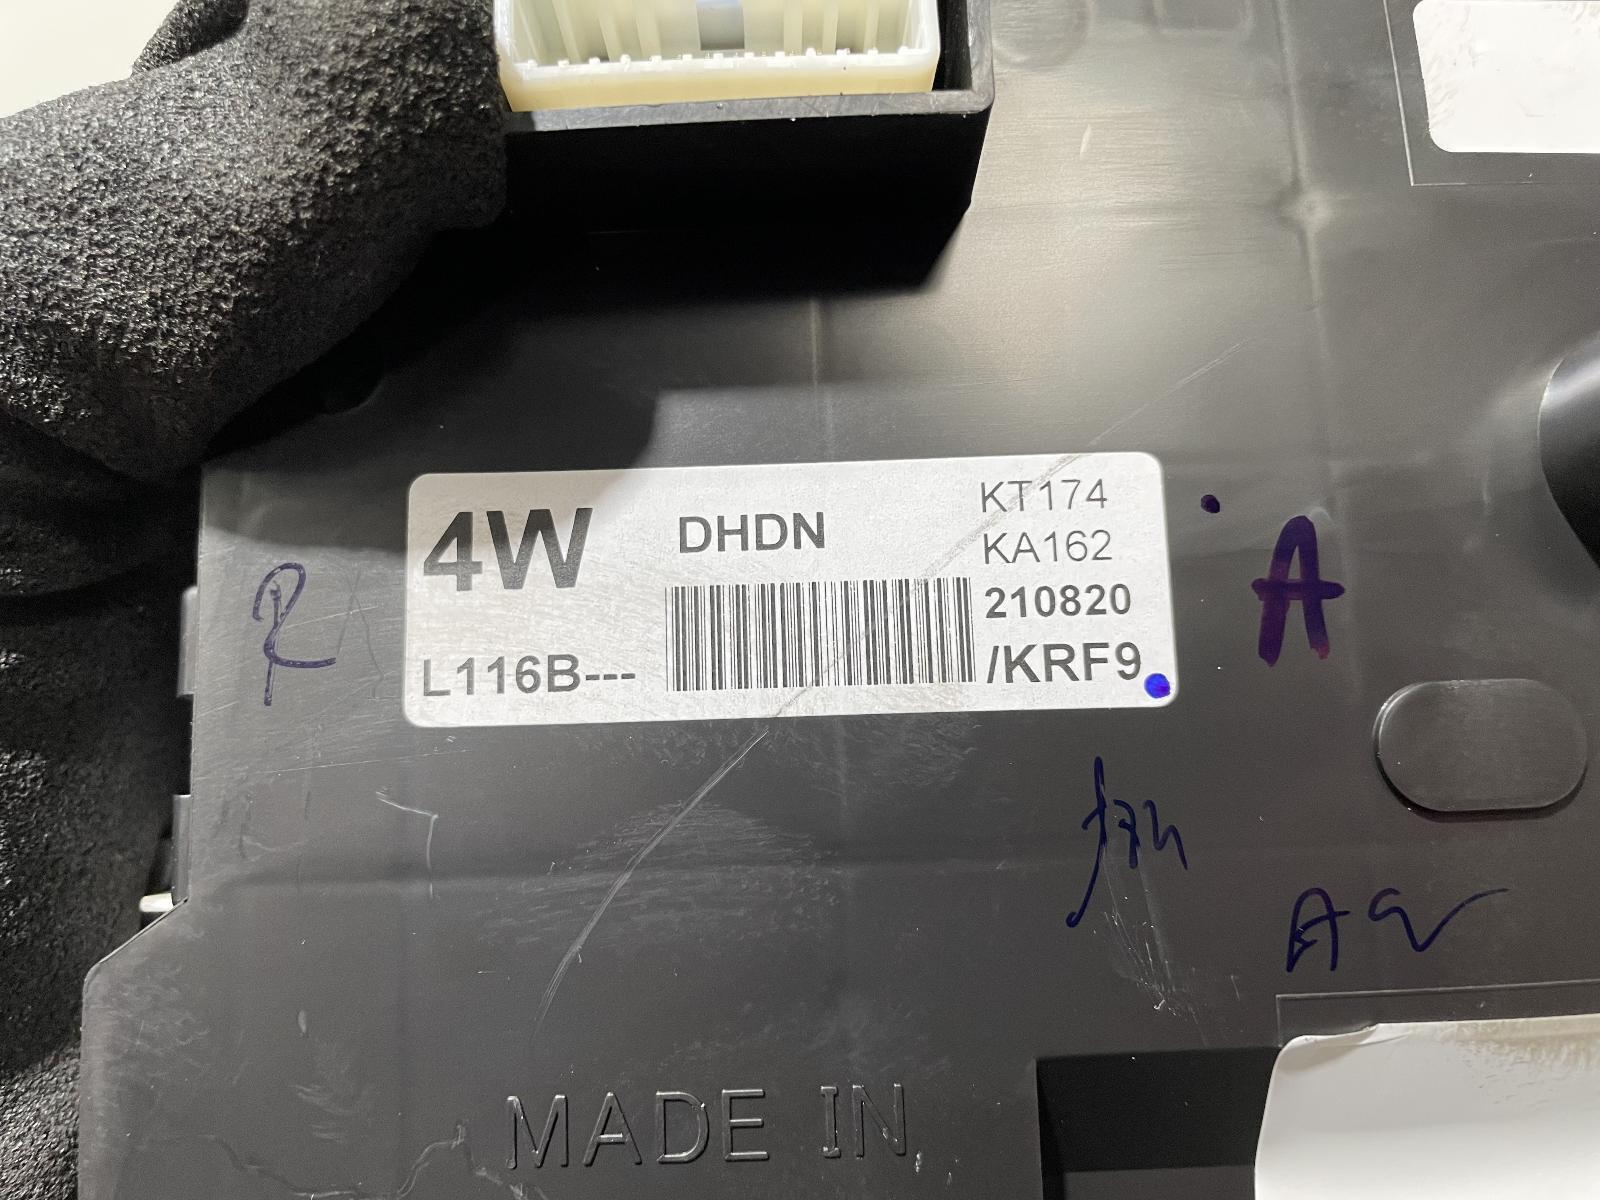 4W
DHDN
KT174
KA162
210820
L116B---
/KRF9
A
MADE IN